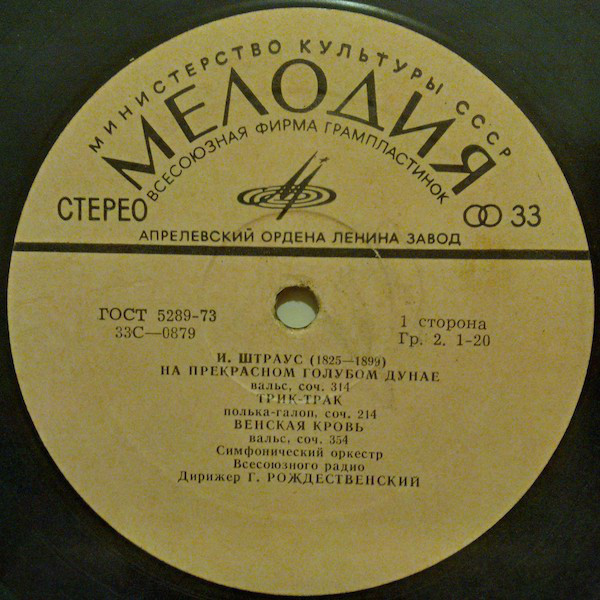 МИНИСТЕРСТВО КУЛЬТУРЫ СССР
МЕЛОДИЯ
ВСЕСОЮЗНАЯ ФИРМА ГРАМПЛАСТИНОК
СТЕРЕО
33
АПРЕЛЕВСКИЙ ОРДЕНА ЛЕНИНА ЗАВОД
ГОСТ 5289-73
33С—0879
1 сторона
Гр. 2. 1-20
И. ШТРАУС (1825—1899)
НА ПРЕКРАСНОМ ГОЛУБОМ ДУНАЕ
вальс, соч. 314
ТРИК-ТРАК
полька-галоп, соч. 214
ВЕНСКАЯ КРОВЬ
вальс, соч. 354
Симфонический оркестр
Всесоюзного радио
Дирижер Г. РОЖДЕСТВЕНСКИЙ